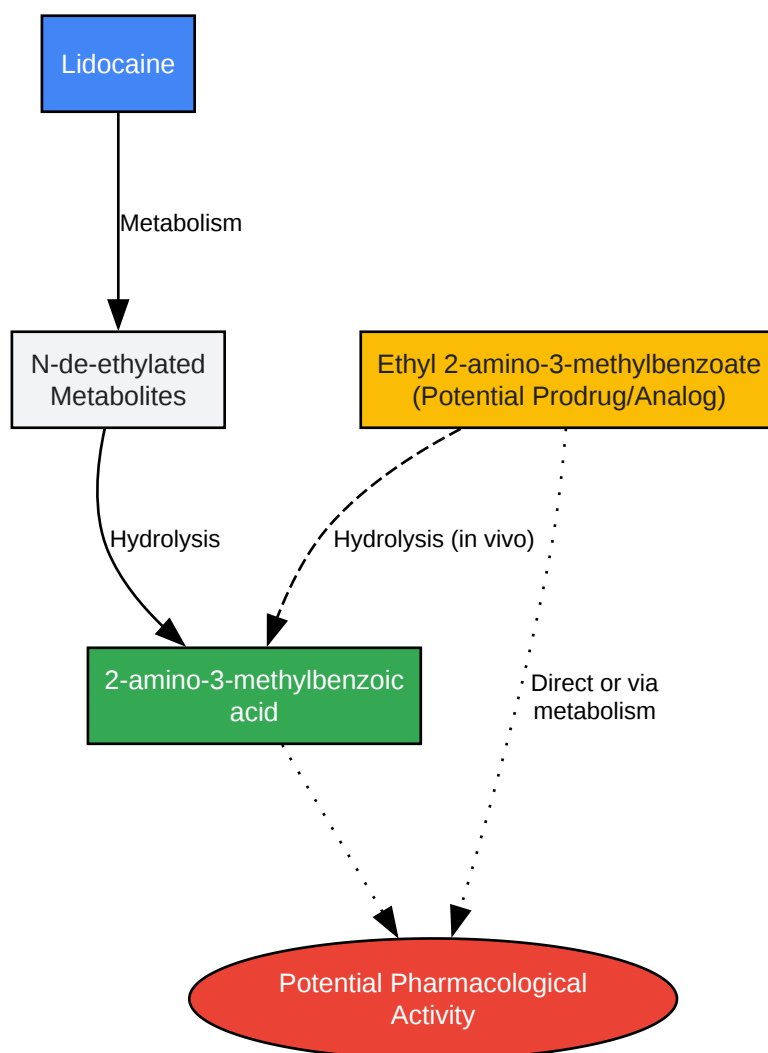 Lidocaine
Metabolism
N-de-ethylated
Metabolites
Ethyl 2-amino-3-methylbenzoate
(Potential Prodrug/Analog)
Hydrolysis
Hydrolysis (in vivo)
2-amino-3-methylbenzoic
acid
Direct or via
metabolism
Potential Pharmacological
Activity